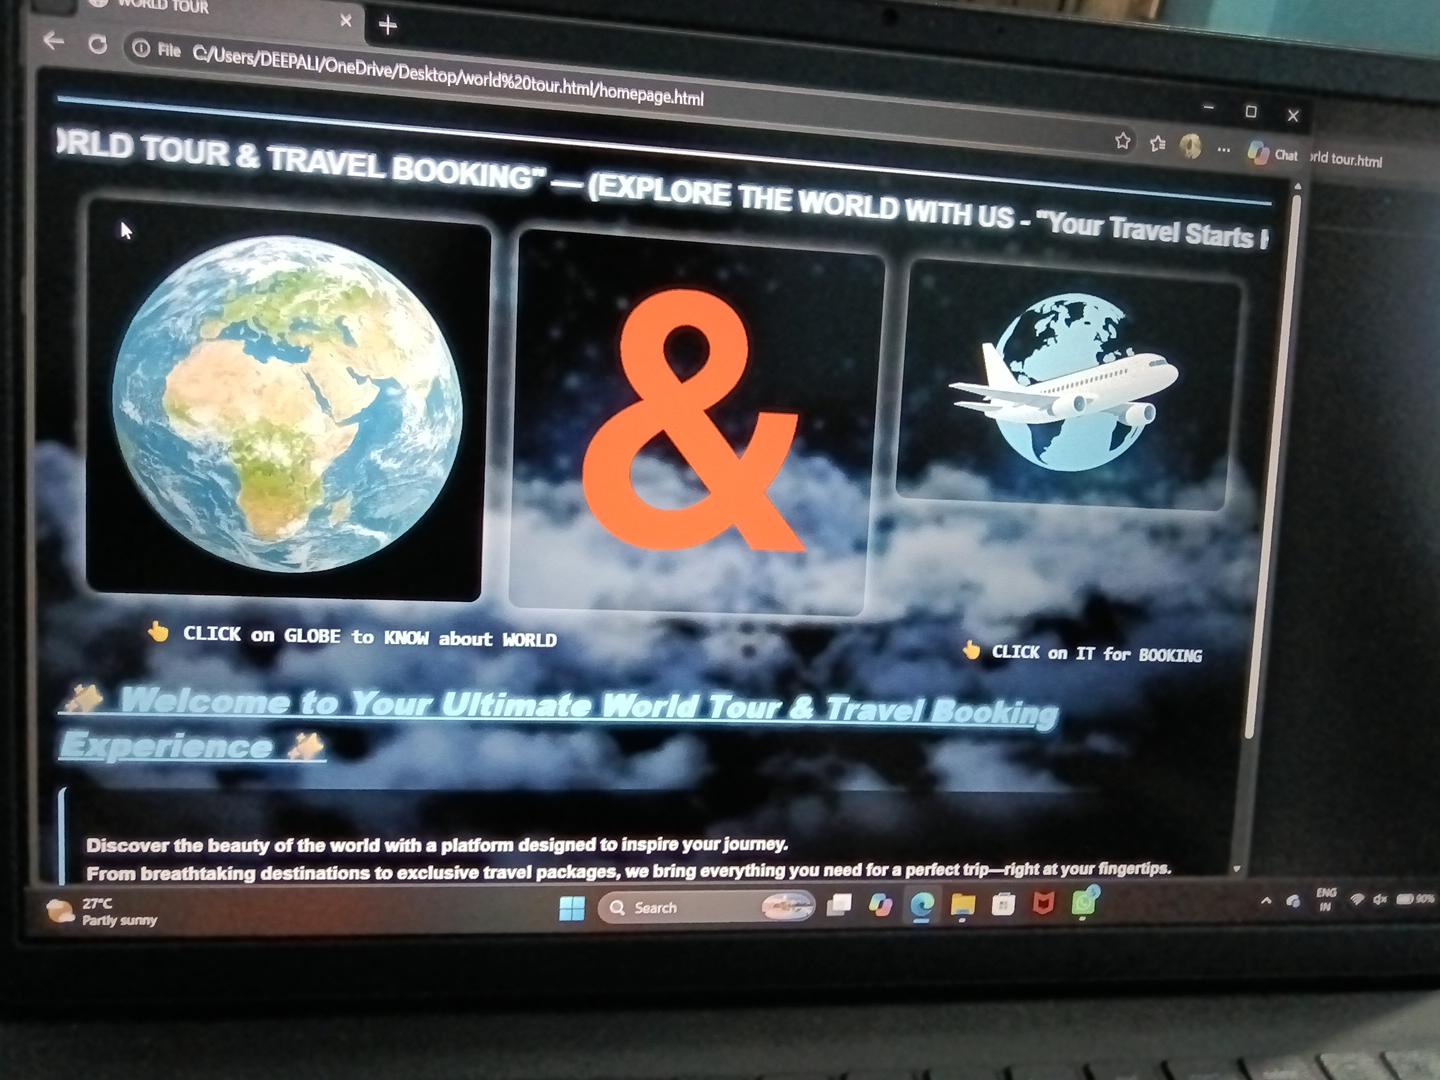 WORLD TOUR
File C:/Users/DEEPALI/OneDrive/Desktop/world%20tour.html/homepage.html
Chat
rld tour.html
ORLD TOUR & TRAVEL BOOKING" — (EXPLORE THE WORLD WITH US - "Your Travel Starts
&
👆 CLICK on GLOBE to KNOW about WORLD
👆 CLICK on IT for BOOKING
✨ Welcome to Your Ultimate World Tour & Travel Booking
Experience ✨
Discover the beauty of the world with a platform designed to inspire your journey.
From breathtaking destinations to exclusive travel packages, we bring everything you need for a perfect trip—right at your fingertips.
27°C
Partly sunny
Search
ENG
IN
90%